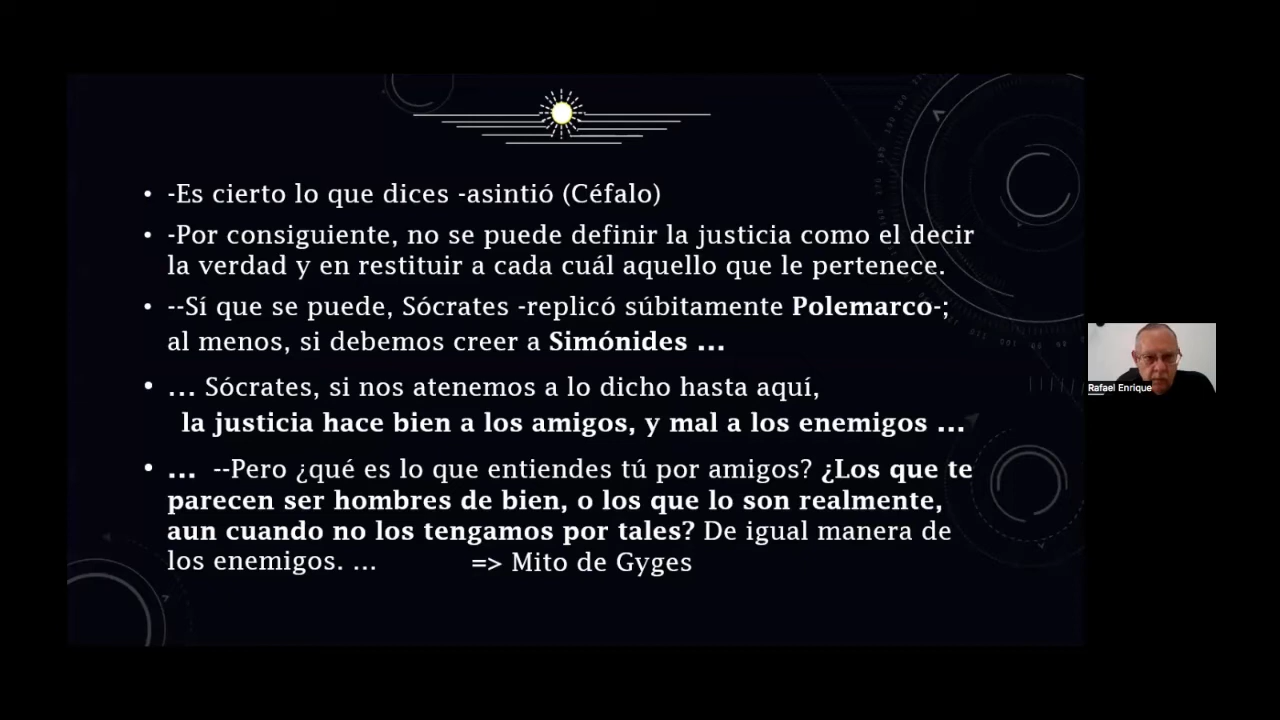 • -Es cierto lo que dices -asintió (Céfalo)
• -Por consiguiente, no se puede definir la justicia como el decir
la verdad y en restituir a cada cuál aquello que le pertenece.
• --Sí que se puede, Sócrates -replicó súbitamente Polemarco-;
al menos, si debemos creer a Simónides ...
• ... Sócrates, si nos atenemos a lo dicho hasta aquí,
la justicia hace bien a los amigos, y mal a los enemigos ...
• ... --Pero ¿qué es lo que entiendes tú por amigos? ¿Los que te
parecen ser hombres de bien, o los que lo son realmente,
aun cuando no los tengamos por tales? De igual manera de
los enemigos. ... => Mito de Gyges
Rafael Enrique